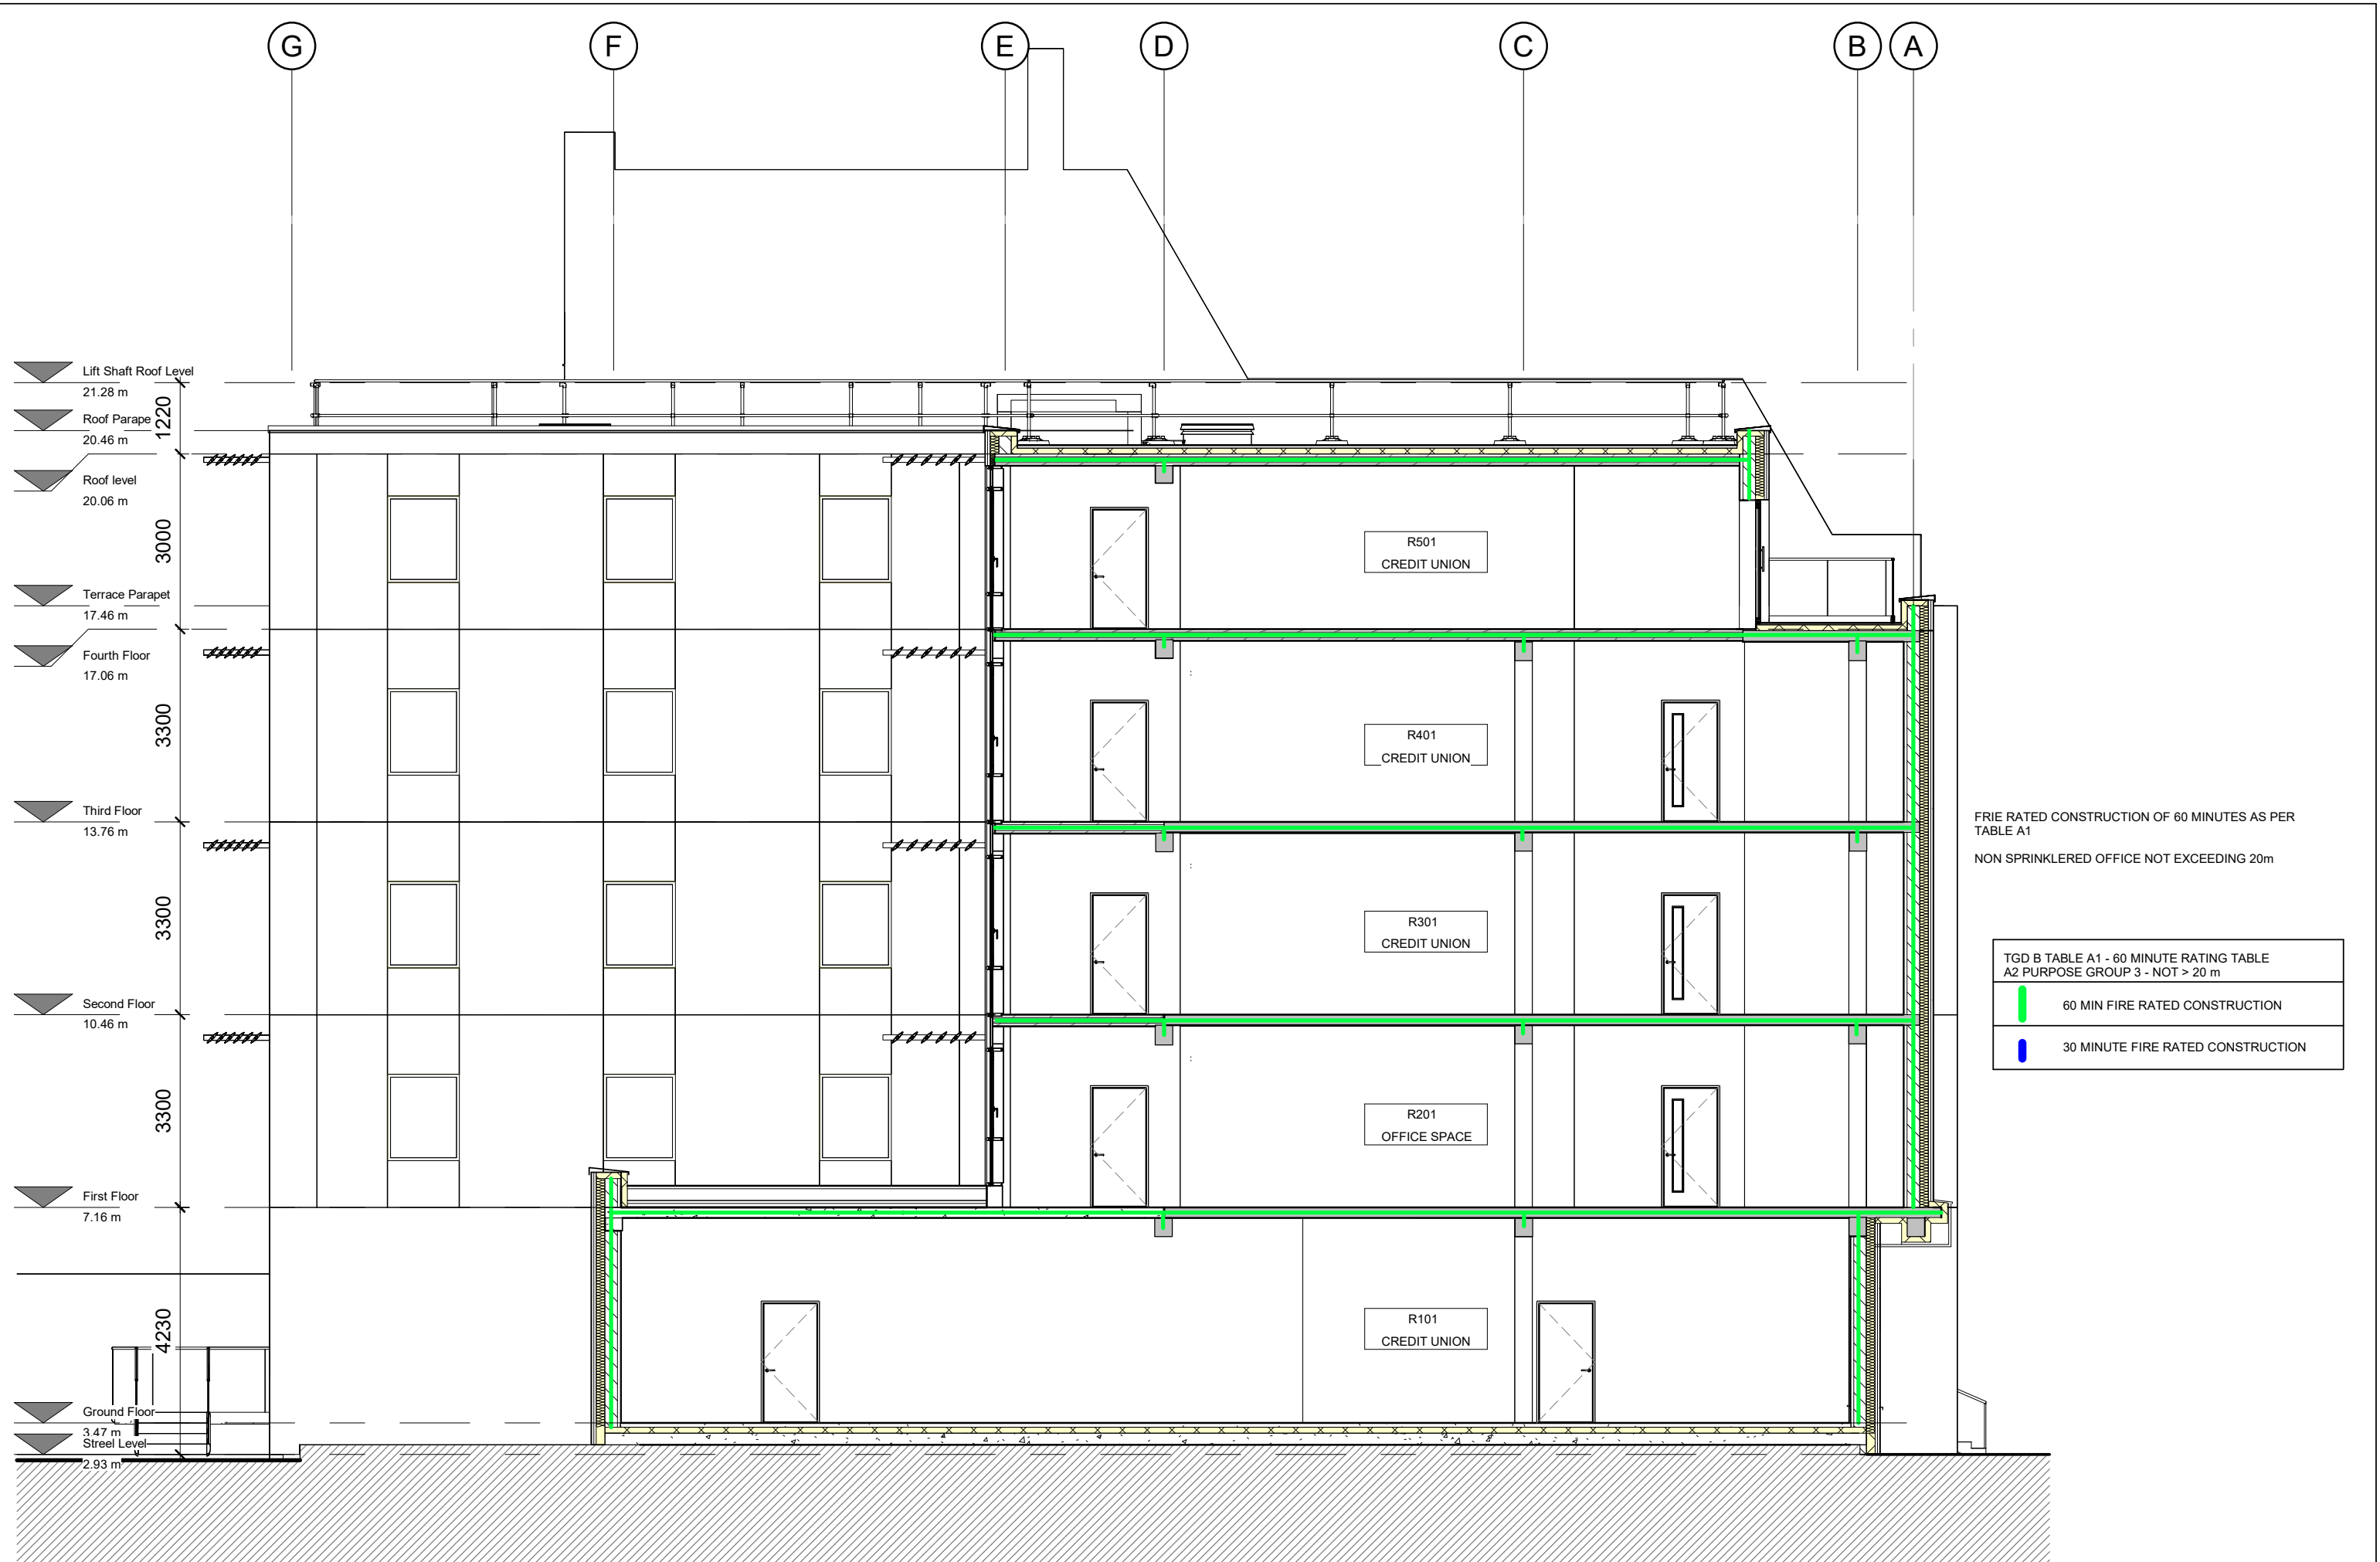 G F E D C B A
Lift Shaft Roof Level
21.28 m
Roof Parape
20.46 m
1220
Roof level
20.06 m
3000
Terrace Parapet
17.46 m
Fourth Floor
17.06 m
3300
Third Floor
13.76 m
3300
Second Floor
10.46 m
3300
First Floor
7.16 m
4230
Ground Floor
3.47 m
Streel Level
2.93 m
R501
CREDIT UNION
R401
CREDIT UNION
R301
CREDIT UNION
R201
OFFICE SPACE
R101
CREDIT UNION
FRIE RATED CONSTRUCTION OF 60 MINUTES AS PER
TABLE A1
NON SPRINKLERED OFFICE NOT EXCEEDING 20m
TGD B TABLE A1 - 60 MINUTE RATING TABLE
A2 PURPOSE GROUP 3 - NOT > 20 m
60 MIN FIRE RATED CONSTRUCTION
30 MINUTE FIRE RATED CONSTRUCTION